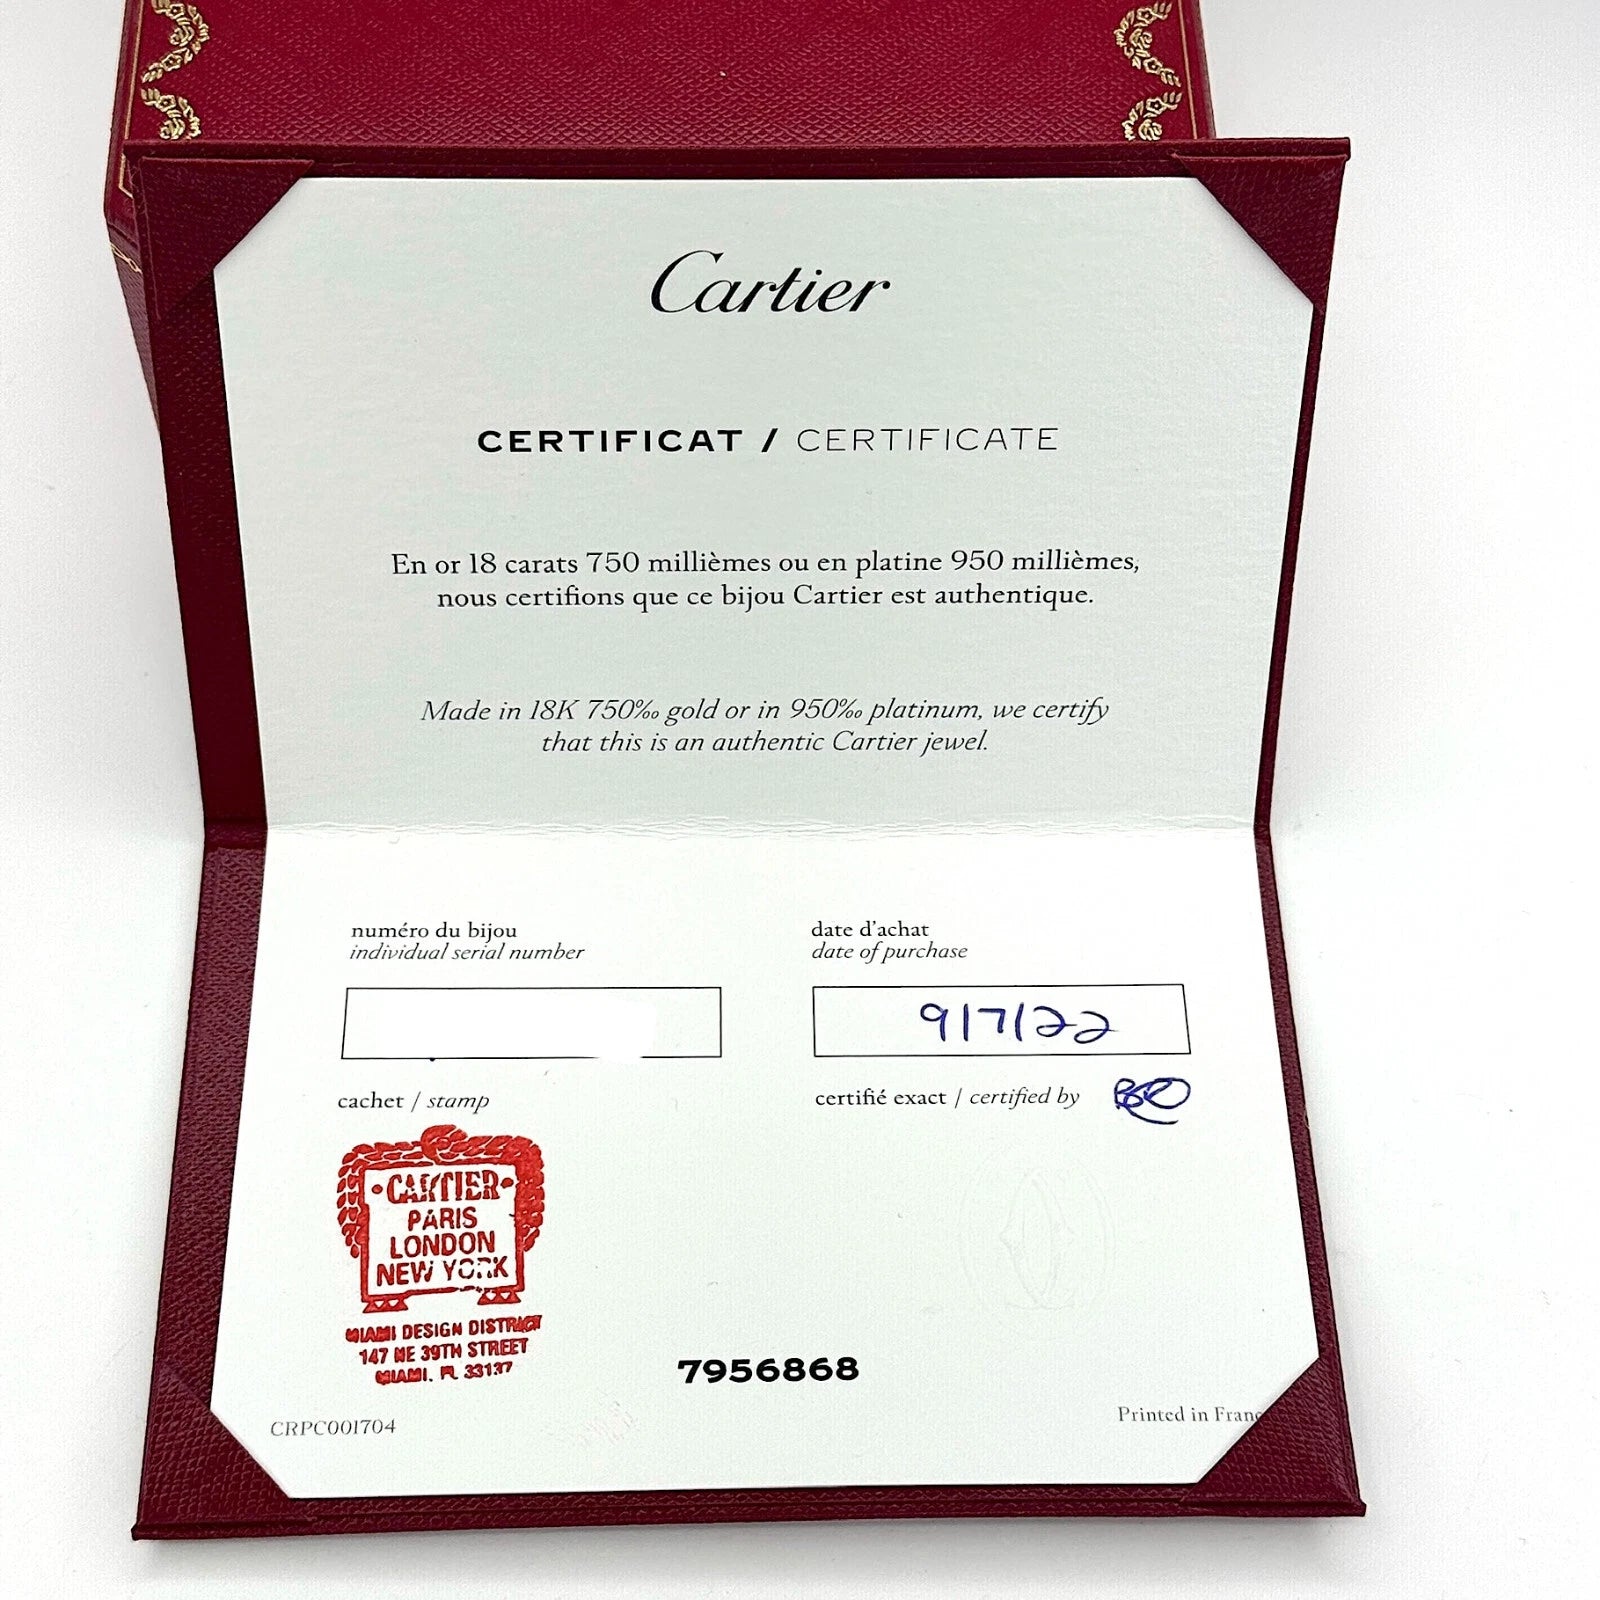 Cartier
CERTIFICAT / CERTIFICATE
En or 18 carats 750 millièmes ou en platine 950 millièmes,
nous certifions que ce bijou Cartier est authentique.
Made in 18K 750‰ gold or in 950‰ platinum, we certify
that this is an authentic Cartier jewel.
numéro du bijou
individual serial number
date d'achat
date of purchase
9/7/22
cachet / stamp
certifié exact / certified by
·CARTIER·
PARIS
LONDON
NEW YORK
MIAMI DESIGN DISTRICT
147 NE 39TH STREET
MIAMI. FL 33137
7956868
CRPC001704
Printed in Franc